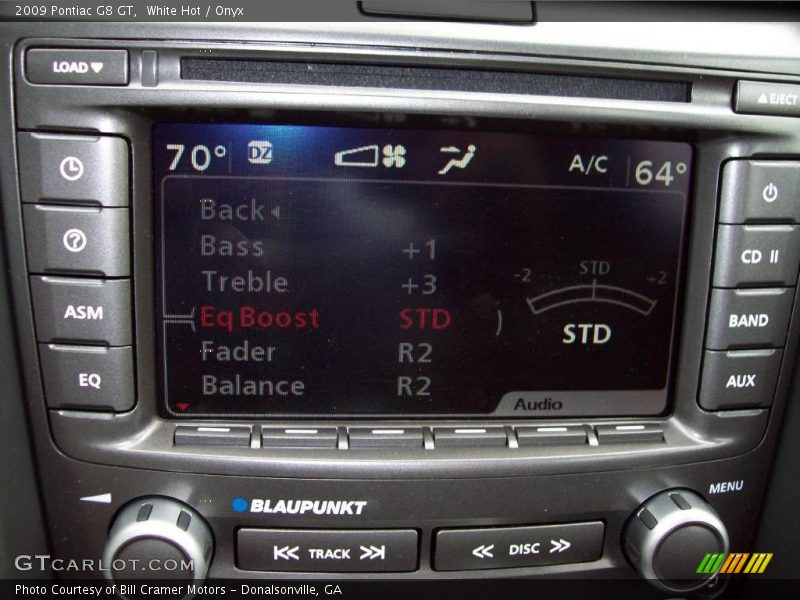 2009 Pontiac G8 GT,  White Hot / Onyx
LOAD▼
▲EJECT
70° DZ A/C 64°
Back◂
Bass +1
Treble +3
Eq Boost STD
Fader R2
Balance R2
-2 STD +2
STD
Audio
?
ASM
EQ
CD II
BAND
AUX
MENU
BLAUPUNKT
TRACK
DISC
GTCARLOT.COM
Photo Courtesy of Bill Cramer Motors - Donalsonville, GA